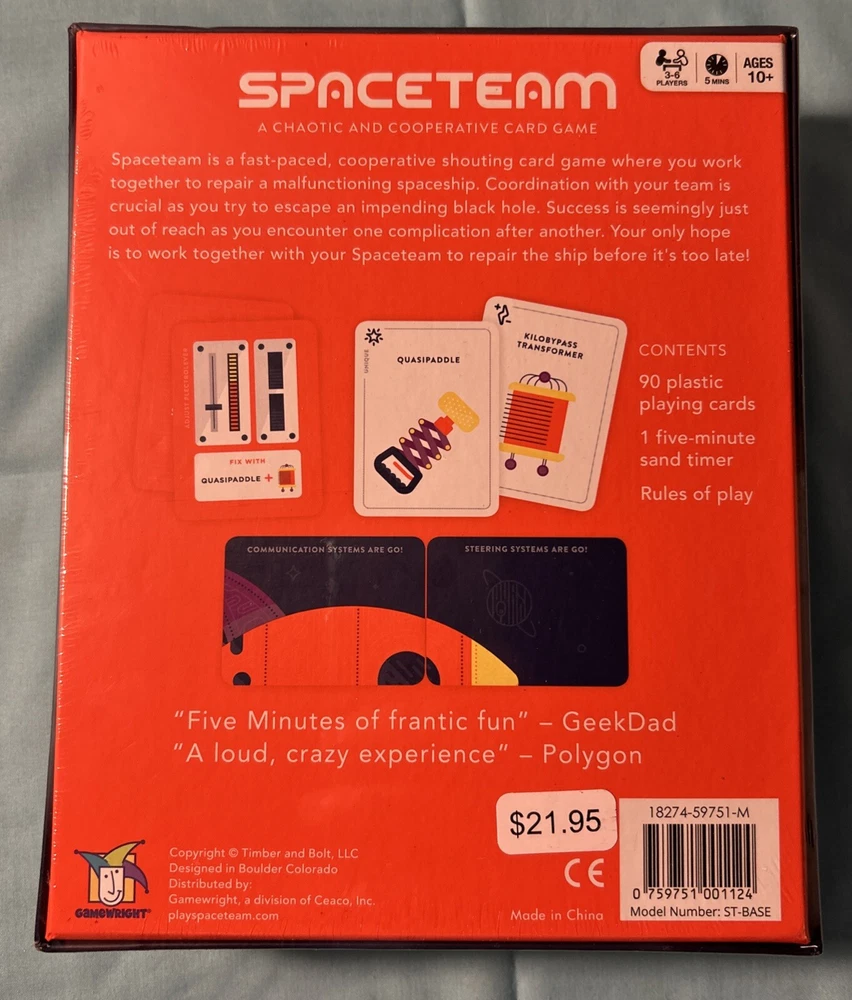 SPACETEAM
A CHAOTIC AND COOPERATIVE CARD GAME
3-6
PLAYERS
5 MINS
AGES
10+
Spaceteam is a fast-paced, cooperative shouting card game where you work
together to repair a malfunctioning spaceship. Coordination with your team is
crucial as you try to escape an impending black hole. Success is seemingly just
out of reach as you encounter one complication after another. Your only hope
is to work together with your Spaceteam to repair the ship before it's too late!
ADJUST ELECTROLEVER
FIX WITH
QUASIPADDLE +
UNIQUE
QUASIPADDLE
KILOBYPASS
TRANSFORMER
CONTENTS
90 plastic
playing cards
1 five-minute
sand timer
Rules of play
COMMUNICATION SYSTEMS ARE GO!
STEERING SYSTEMS ARE GO!
“Five Minutes of frantic fun” – GeekDad
“A loud, crazy experience” – Polygon
$21.95
GAMEWRIGHT
Copyright © Timber and Bolt, LLC
Designed in Boulder Colorado
Distributed by:
Gamewright, a division of Ceaco, Inc.
playspaceteam.com
CE
Made in China
18274-59751-M
0 759751 001124
Model Number: ST-BASE